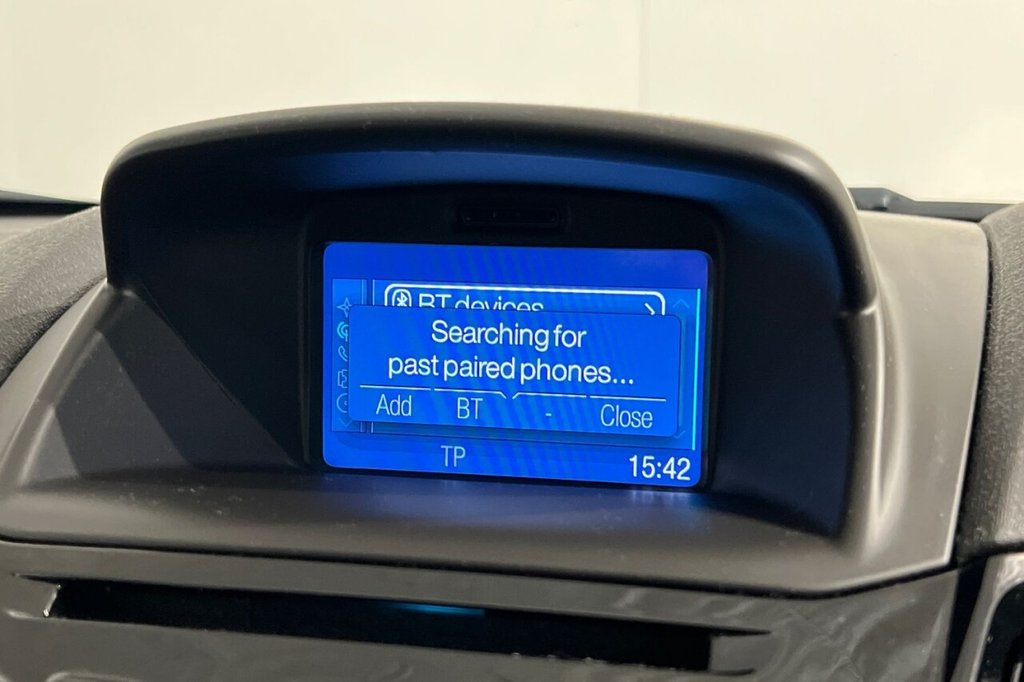 BT devices
Searching for
past paired phones...
Add BT - Close
TP 15:42